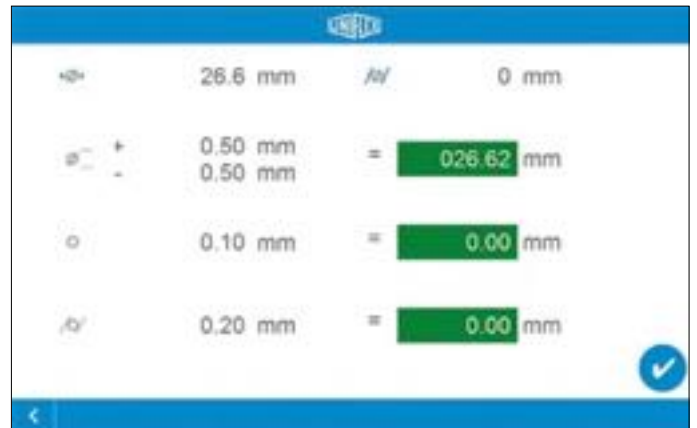 UNIFLEX
26.6 mm 0 mm
+ 0.50 mm = 026.62 mm
- 0.50 mm
0.10 mm = 0.00 mm
0.20 mm = 0.00 mm